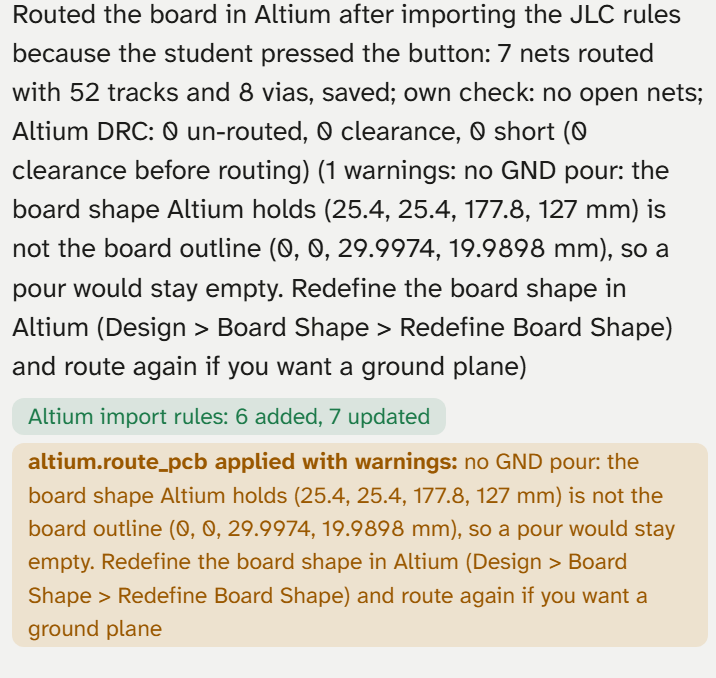 Routed the board in Altium after importing the JLC rules
because the student pressed the button: 7 nets routed
with 52 tracks and 8 vias, saved; own check: no open nets;
Altium DRC: 0 un-routed, 0 clearance, 0 short (0
clearance before routing) (1 warnings: no GND pour: the
board shape Altium holds (25.4, 25.4, 177.8, 127 mm) is
not the board outline (0, 0, 29.9974, 19.9898 mm), so a
pour would stay empty. Redefine the board shape in
Altium (Design > Board Shape > Redefine Board Shape)
and route again if you want a ground plane)
Altium import rules: 6 added, 7 updated
altium.route_pcb applied with warnings: no GND pour: the
board shape Altium holds (25.4, 25.4, 177.8, 127 mm) is not the
board outline (0, 0, 29.9974, 19.9898 mm), so a pour would stay
empty. Redefine the board shape in Altium (Design > Board
Shape > Redefine Board Shape) and route again if you want a
ground plane